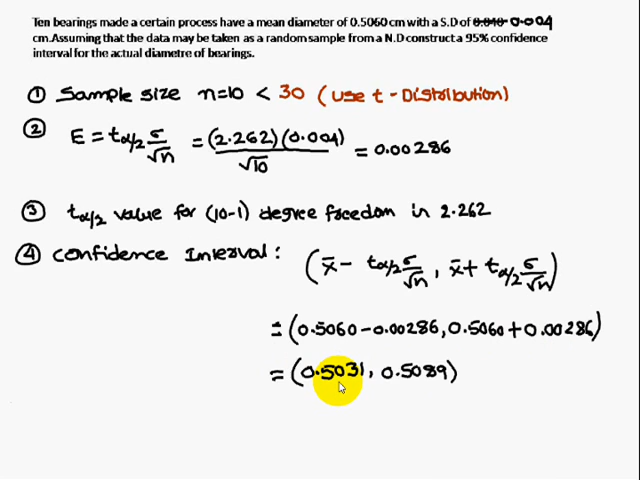 Ten bearings made a certain process have a mean diameter of 0.5060 cm with a S.D of 0.040 0.004
cm.Assuming that the data may be taken as a random sample from a N.D construct a 95% confidence
interval for the actual diametre of bearings.
① Sample size n=10 < 30 (use t - Distribution)
② E = tα/2 σ/√n = (2.262)(0.004)/√10 = 0.00286
③ tα/2 value for (10-1) degree freedom in 2.262
④ Confidence Interval: (x̄ - tα/2 σ/√n, x̄ + tα/2 σ/√n)
= (0.5060 - 0.00286, 0.5060 + 0.00286)
= (0.5031, 0.5089)